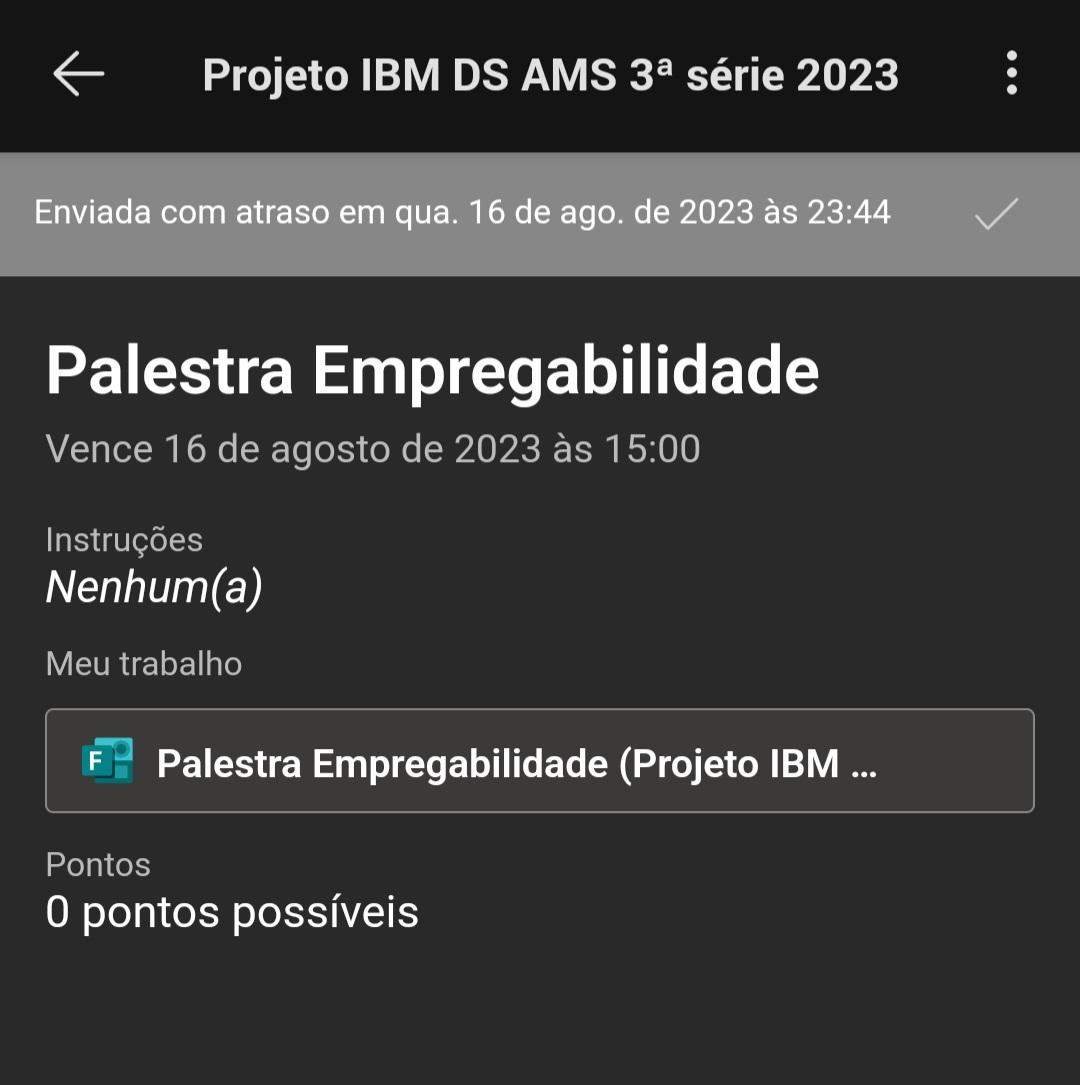 Projeto IBM DS AMS 3ª série 2023
Enviada com atraso em qua. 16 de ago. de 2023 às 23:44
Palestra Empregabilidade
Vence 16 de agosto de 2023 às 15:00
Instruções
Nenhum(a)
Meu trabalho
F Palestra Empregabilidade (Projeto IBM ...
Pontos
0 pontos possíveis